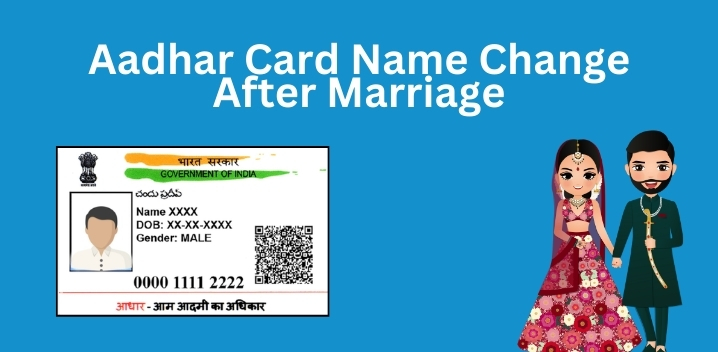 Aadhar Card Name Change
After Marriage
भारत सरकार
GOVERNMENT OF INDIA
చందు ప్రదీప్
Name XXXX
DOB: XX-XX-XXXX
Gender: MALE
0000 1111 2222
आधार - आम आदमी का अधिकार